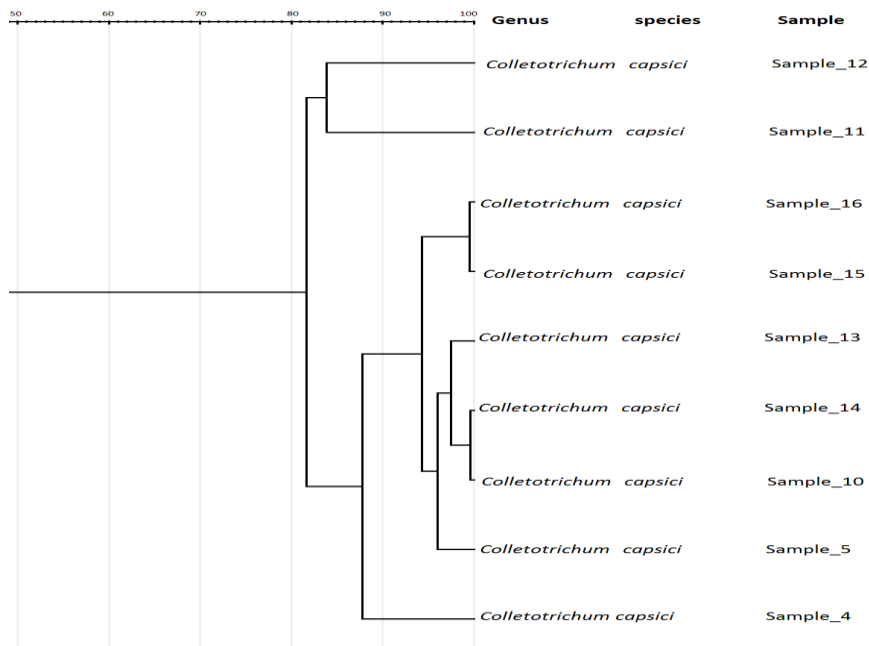 50 60 70 80 90 100 Genus species Sample
Colletotrichum capsici Sample_12
Colletotrichum capsici Sample_11
Colletotrichum capsici Sample_16
Colletotrichum capsici Sample_15
Colletotrichum capsici Sample_13
Colletotrichum capsici Sample_14
Colletotrichum capsici Sample_10
Colletotrichum capsici Sample_5
Colletotrichum capsici Sample_4